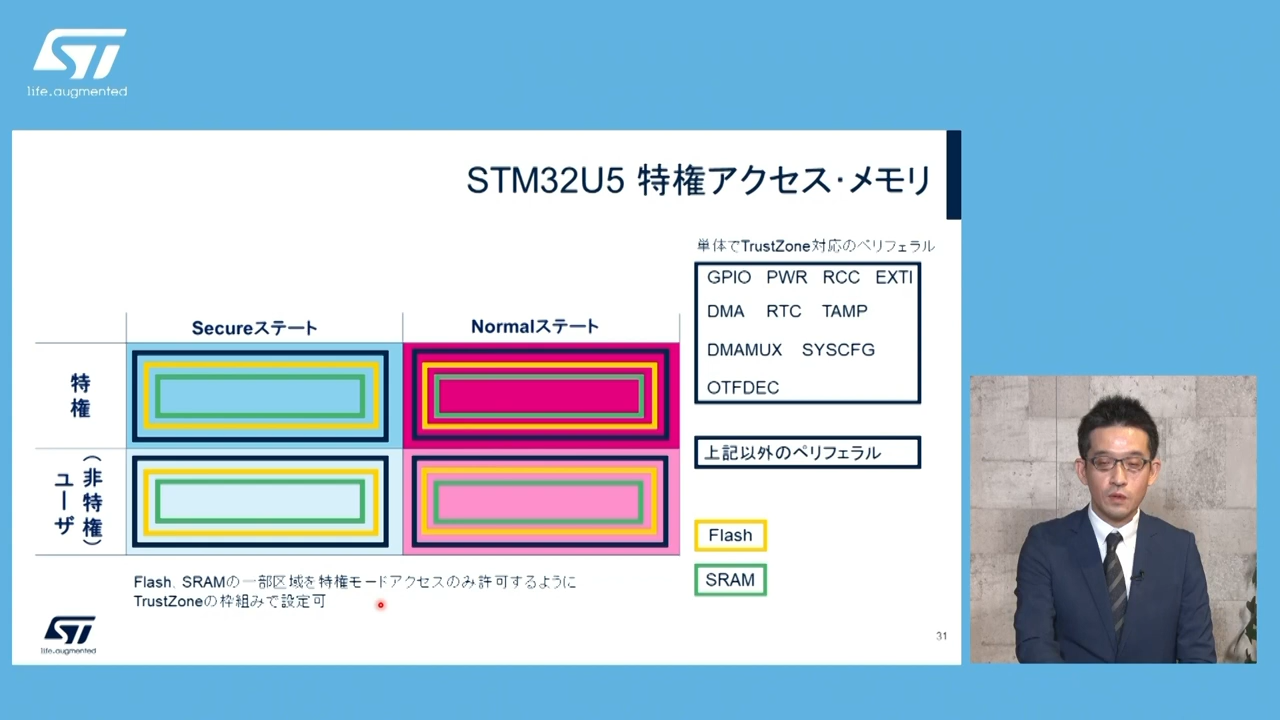 ST
life.augmented
STM32U5 特権アクセス・メモリ
単体でTrustZone対応のペリフェラル
GPIO PWR RCC EXTI
DMA RTC TAMP
DMAMUX SYSCFG
OTFDEC
上記以外のペリフェラル
Flash
SRAM
Secureステート
Normalステート
特権
ユーザ
(非特権)
Flash、SRAMの一部区域を特権モードアクセスのみ許可するように
TrustZoneの枠組みで設定可
ST
life.augmented
31